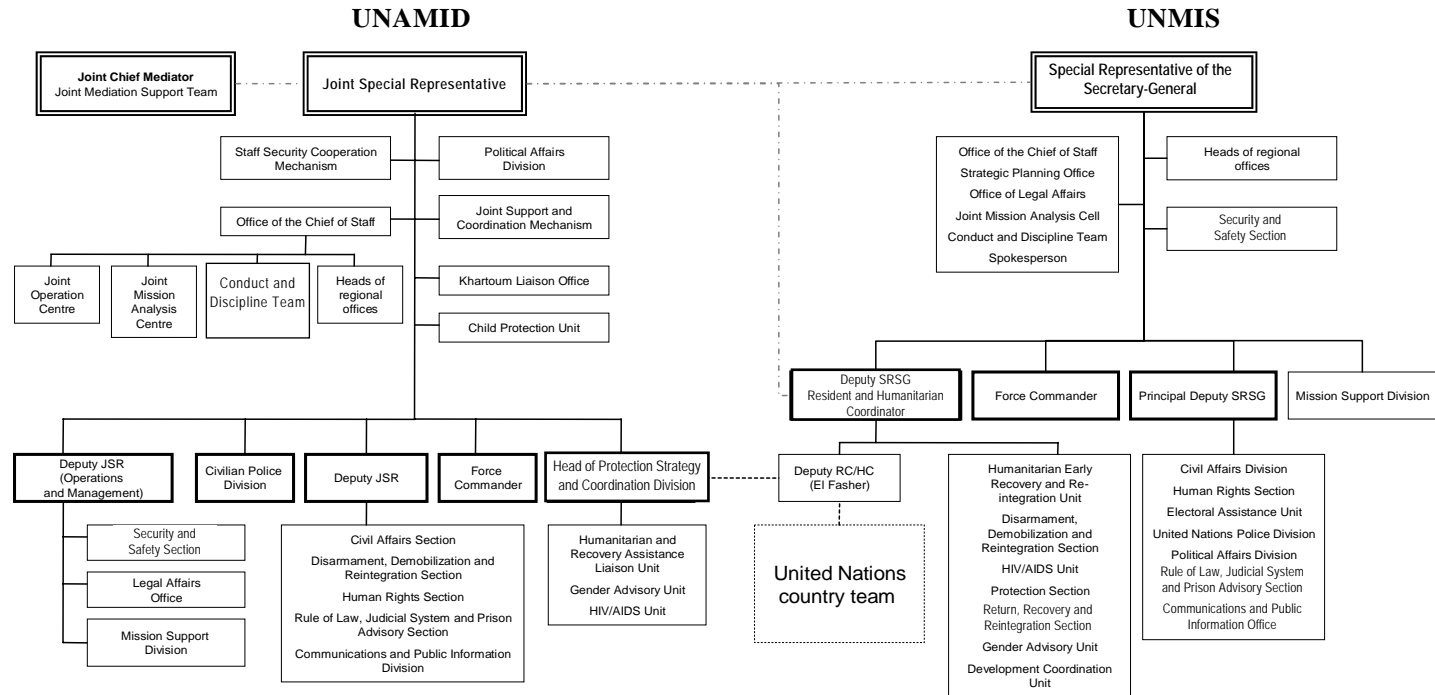 UNAMID
UNMIS
Joint Chief Mediator
Joint Mediation Support Team
Joint Special Representative
Special Representative of the
Secretary-General
Staff Security Cooperation
Mechanism
Political Affairs
Division
Office of the Chief of Staff
Joint Support and
Coordination Mechanism
Joint
Operation
Centre
Joint
Mission
Analysis
Centre
Conduct and
Discipline Team
Heads of
regional
offices
Khartoum Liaison Office
Child Protection Unit
Office of the Chief of Staff
Strategic Planning Office
Office of Legal Affairs
Joint Mission Analysis Cell
Conduct and Discipline Team
Spokesperson
Heads of regional
offices
Security and
Safety Section
Deputy SRSG
Resident and Humanitarian
Coordinator
Force Commander
Principal Deputy SRSG
Mission Support Division
Deputy JSR
(Operations
and Management)
Civilian Police
Division
Deputy JSR
Force
Commander
Head of Protection Strategy
and Coordination Division
Deputy RC/HC
(El Fasher)
Security and
Safety Section
Legal Affairs
Office
Mission Support
Division
Civil Affairs Section
Disarmament, Demobilization and
Reintegration Section
Human Rights Section
Rule of Law, Judicial System and Prison
Advisory Section
Communications and Public Information
Division
Humanitarian and
Recovery Assistance
Liaison Unit
Gender Advisory Unit
HIV/AIDS Unit
United Nations
country team
Humanitarian Early
Recovery and Re-
integration Unit
Disarmament,
Demobilization and
Reintegration Section
HIV/AIDS Unit
Protection Section
Return, Recovery and
Reintegration Section
Gender Advisory Unit
Development Coordination
Unit
Civil Affairs Division
Human Rights Section
Electoral Assistance Unit
United Nations Police Division
Political Affairs Division
Rule of Law, Judicial System
and Prison Advisory Section
Communications and Public
Information Office